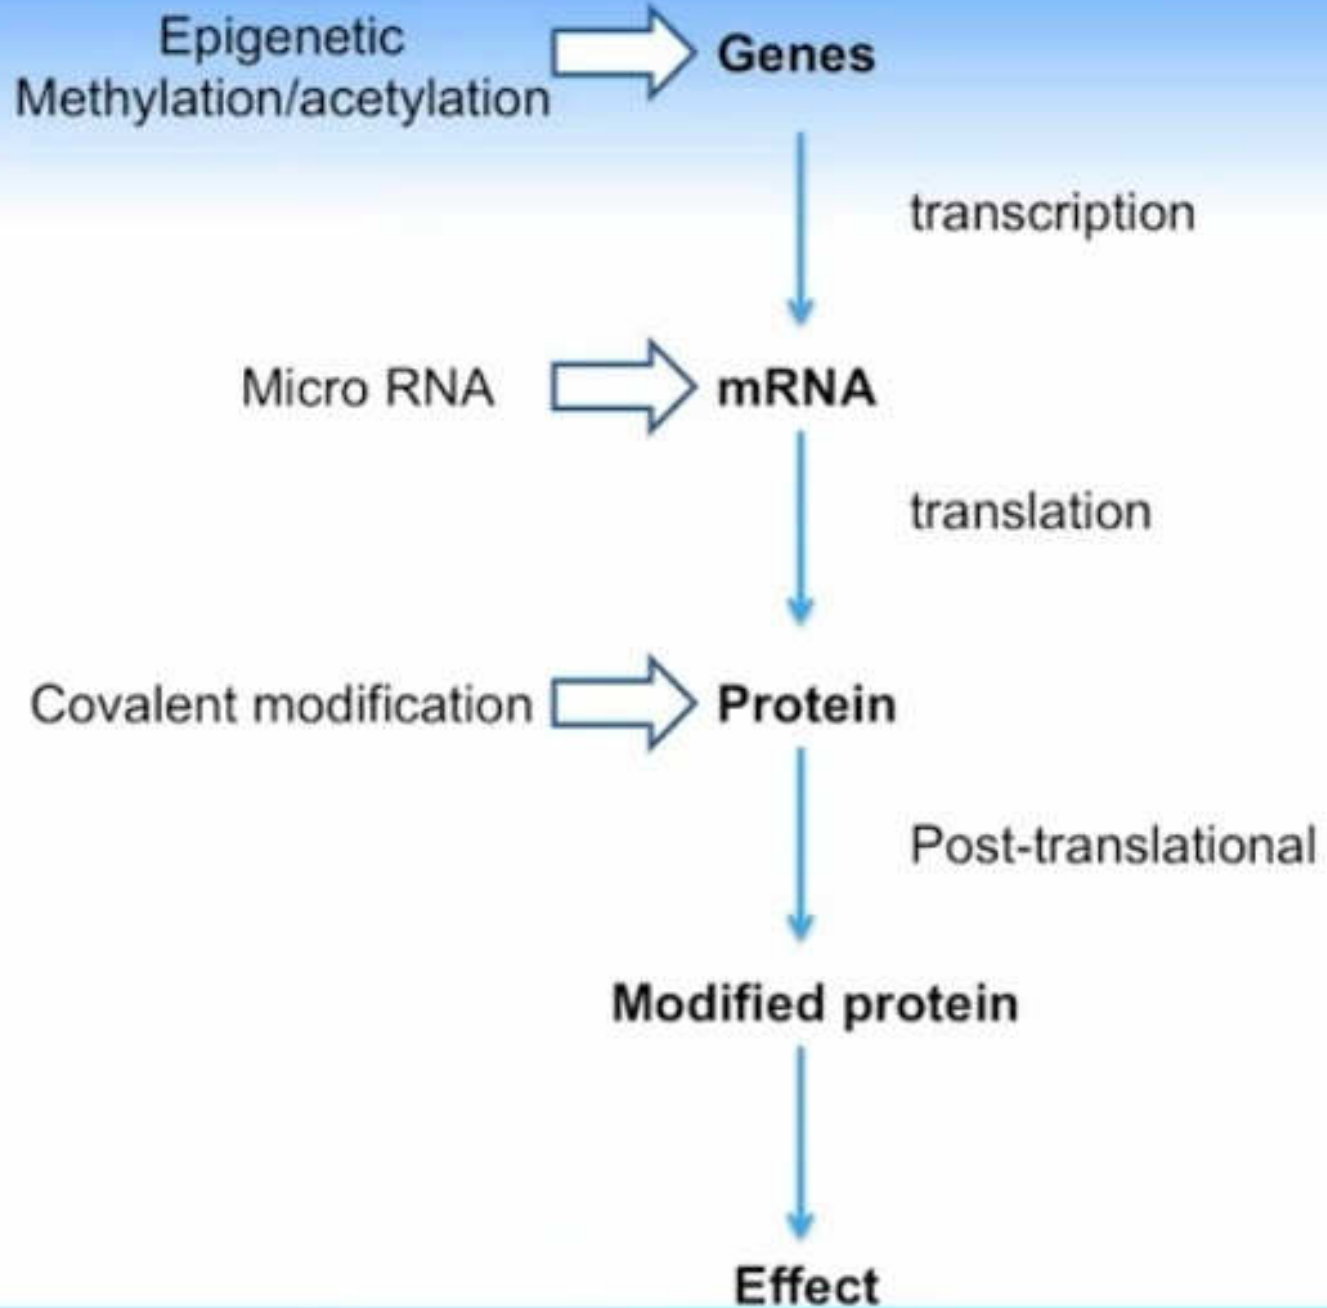 Epigenetic
Methylation/acetylation
Genes
transcription
Micro RNA
mRNA
translation
Covalent modification
Protein
Post-translational
Modified protein
Effect